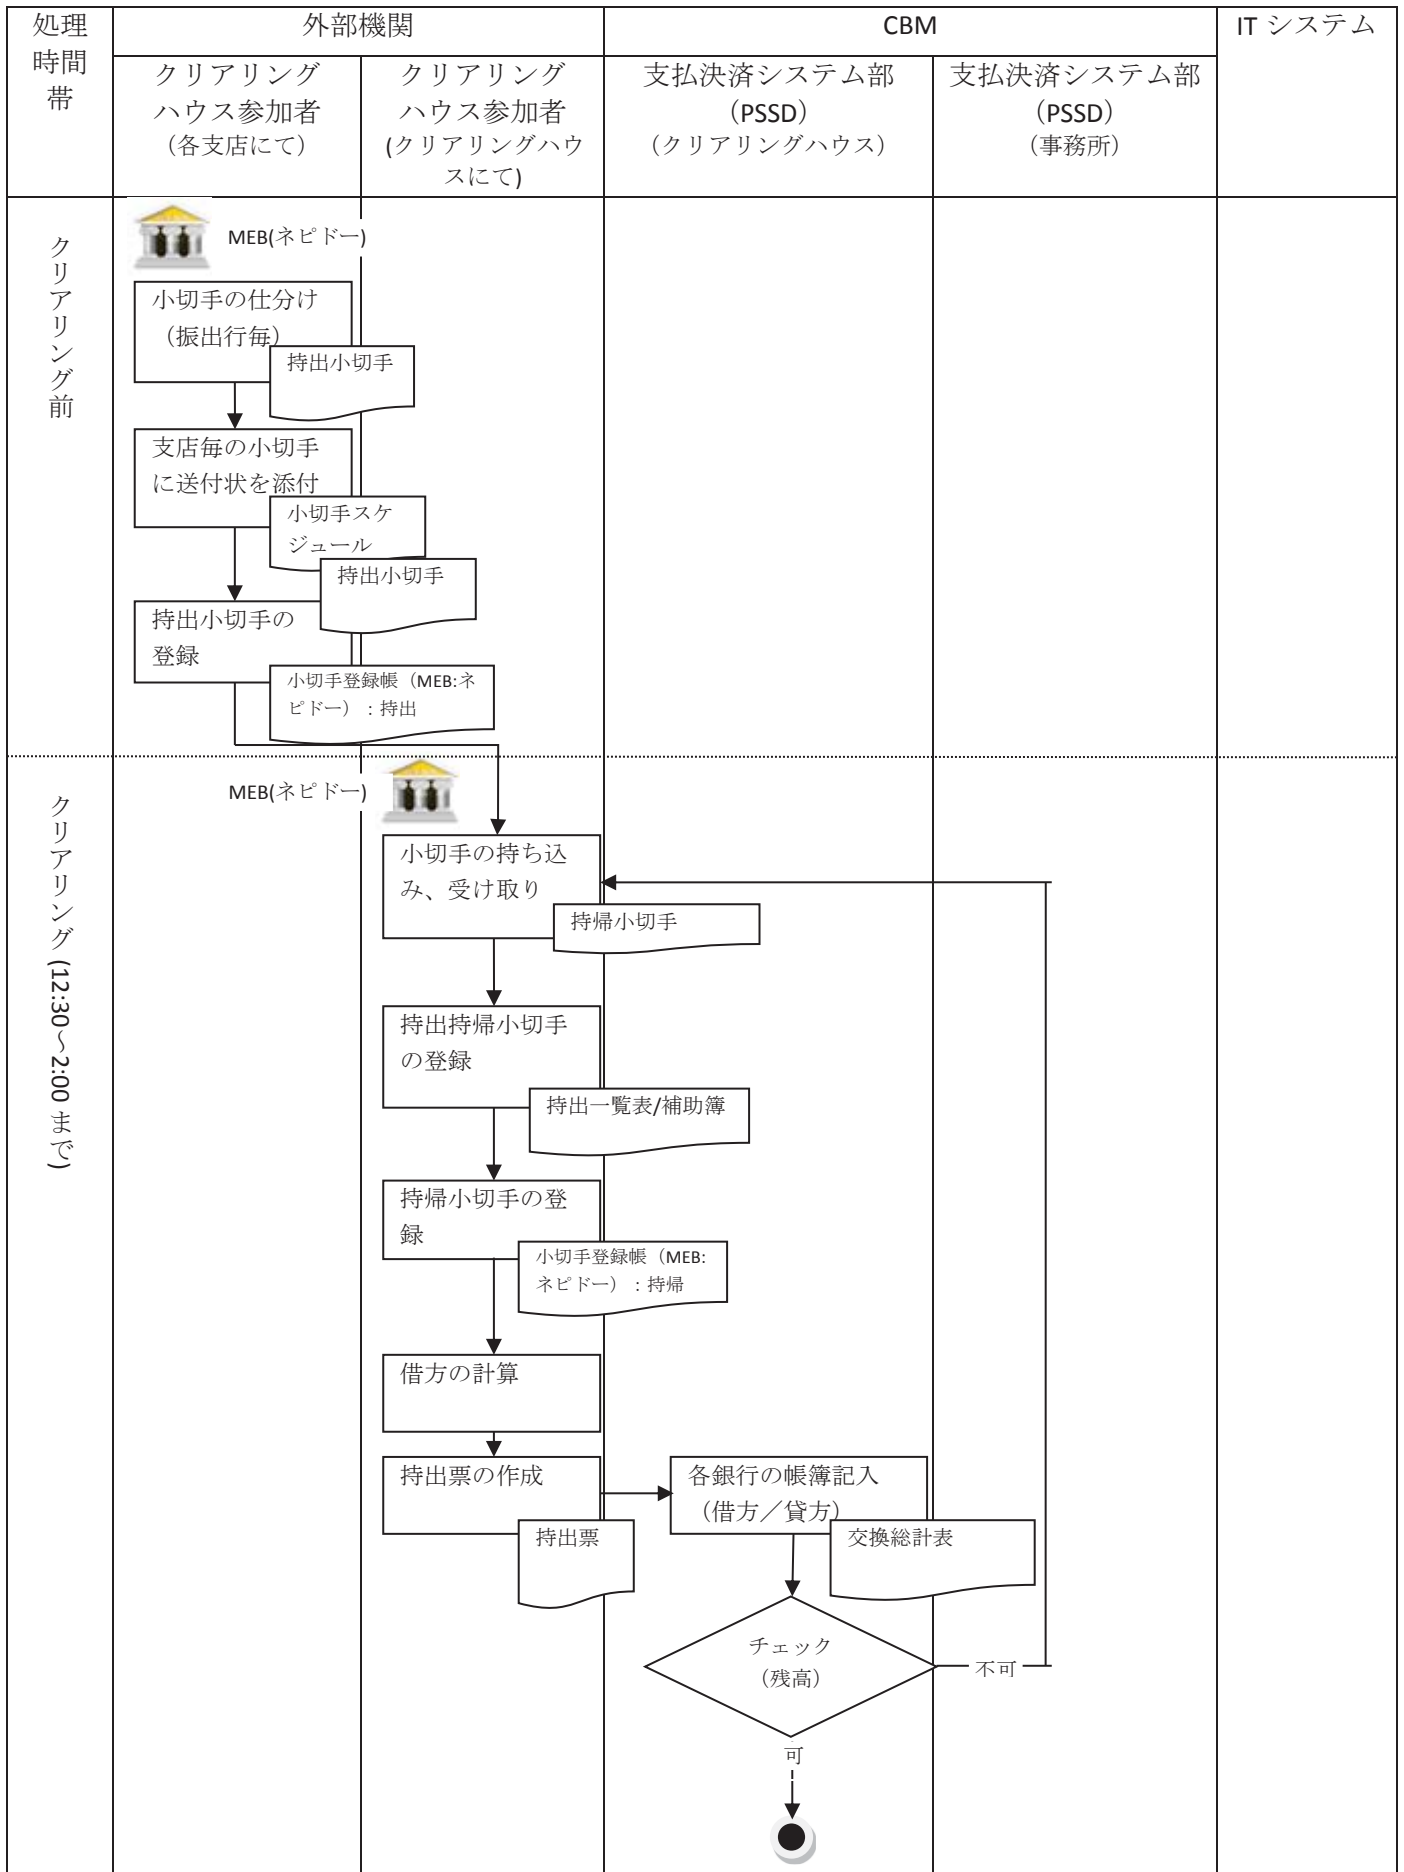 処理
時間
帯
外部機関
CBM
IT システム
クリアリング
ハウス参加者
（各支店にて）
クリアリング
ハウス参加者
(クリアリングハウ
スにて)
支払決済システム部
（PSSD）
（クリアリングハウス）
支払決済システム部
（PSSD）
（事務所）
クリアリング前
MEB(ネピドー)
小切手の仕分け
（振出行毎）
持出小切手
支店毎の小切手
に送付状を添付
小切手スケ
ジュール
持出小切手
持出小切手の
登録
小切手登録帳（MEB:ネ
ピドー）：持出
クリアリング (12:30～2:00 まで)
MEB(ネピドー)
小切手の持ち込
み、受け取り
持帰小切手
持出持帰小切手
の登録
持出一覧表/補助簿
持帰小切手の登
録
小切手登録帳（MEB:
ネピドー）：持帰
借方の計算
持出票の作成
持出票
各銀行の帳簿記入
（借方／貸方）
交換総計表
チェック
（残高）
不可
可